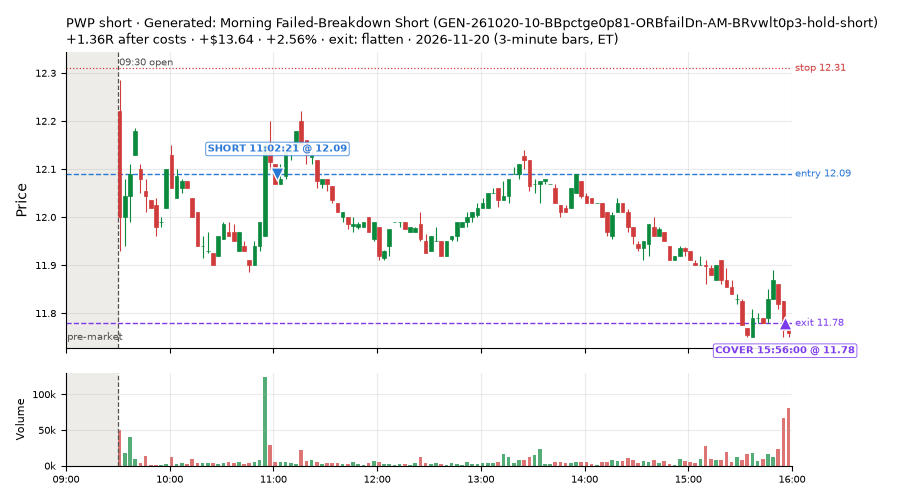 PWP short · Generated: Morning Failed-Breakdown Short (GEN-261020-10-BBpctge0p81-ORBfailDn-AM-BRvwlt0p3-hold-short)
+1.36R after costs · +$13.64 · +2.56% · exit: flatten · 2026-11-20 (3-minute bars, ET)
09:30 open
stop 12.31
SHORT 11:02:21 @ 12.09
entry 12.09
exit 11.78
pre-market
COVER 15:56:00 @ 11.78
Price
12.3
12.2
12.1
12.0
11.9
11.8
Volume
100k
50k
0k
09:00 10:00 11:00 12:00 13:00 14:00 15:00 16:00